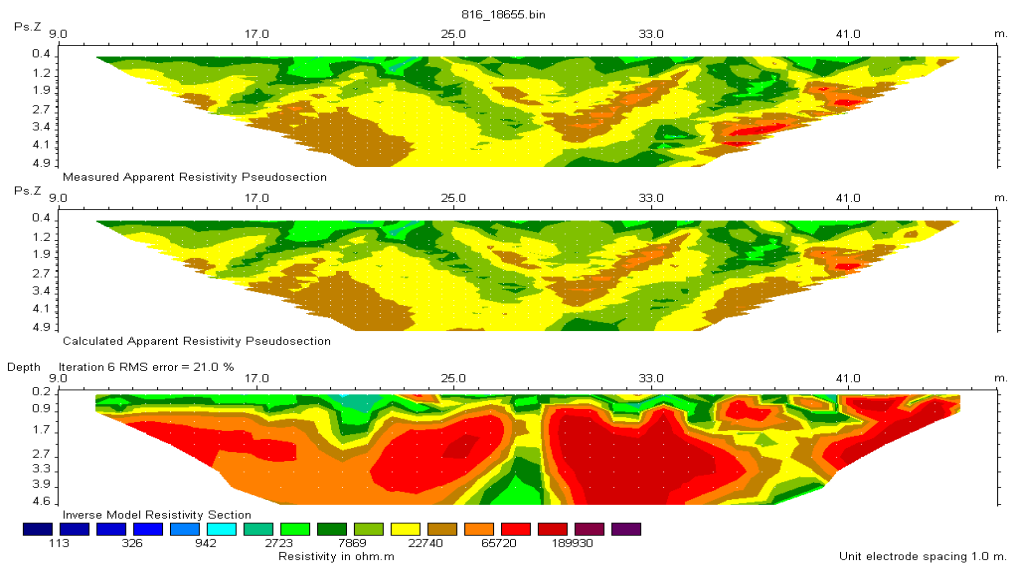 816_18655.bin
Ps.Z
9.0 17.0 25.0 33.0 41.0 m.
0.4
1.2
1.9
2.7
3.4
4.1
4.9
Measured Apparent Resistivity Pseudosection
Ps.Z
9.0 17.0 25.0 33.0 41.0 m.
0.4
1.2
1.9
2.7
3.4
4.1
4.9
Calculated Apparent Resistivity Pseudosection
Depth Iteration 6 RMS error = 21.0 %
9.0 17.0 25.0 33.0 41.0 m.
0.2
0.9
1.7
2.7
3.3
3.9
4.6
Inverse Model Resistivity Section
113 326 942 2723 7869 22740 65720 189930
Resistivity in ohm.m Unit electrode spacing 1.0 m.